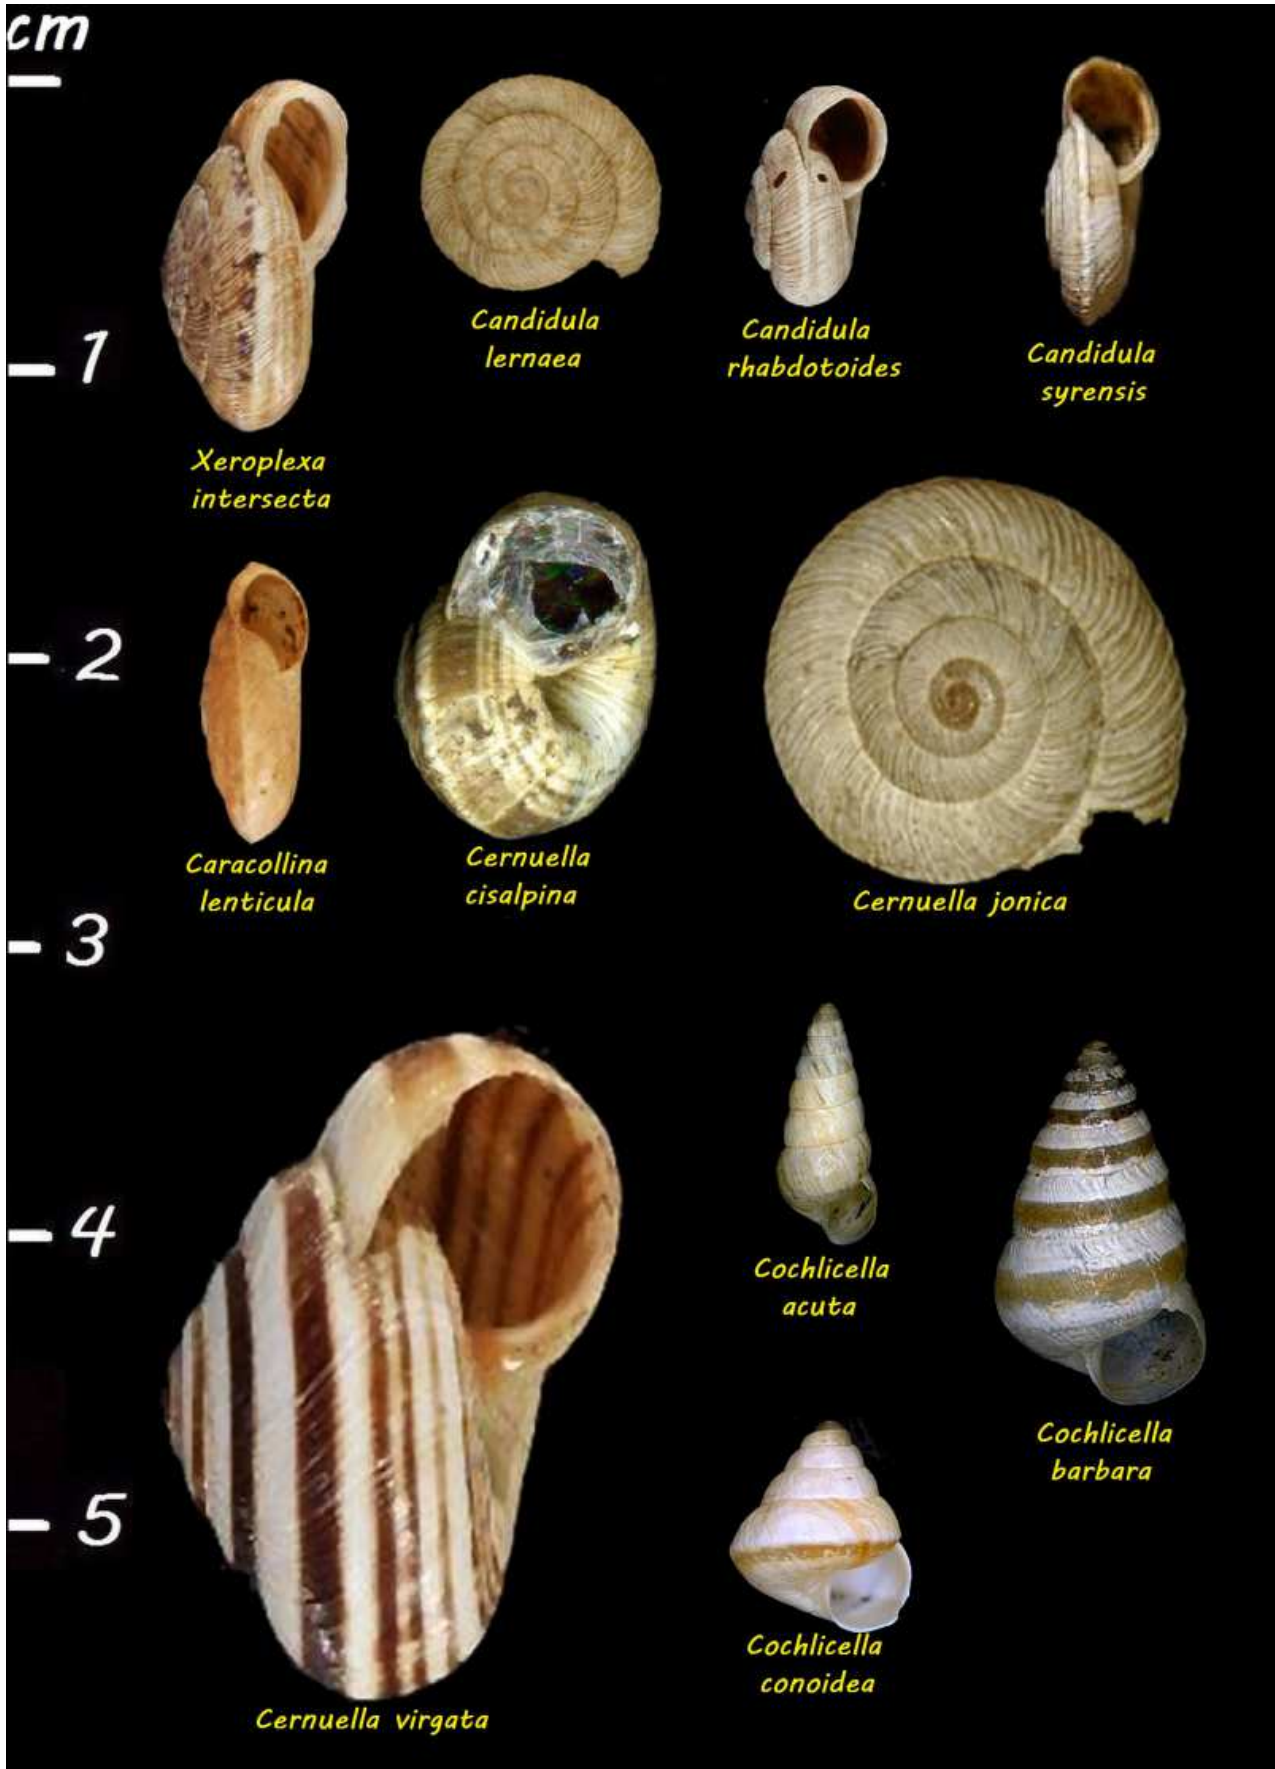 cm
Candidula
lernaea
Candidula
rhabdotoides
Candidula
syrensis
1
Xeroplexa
intersecta
2
Caracollina
lenticula
Cernuella
cisalpina
Cernuella jonica
3
4
Cochlicella
acuta
Cochlicella
barbara
5
Cochlicella
conoidea
Cernuella virgata